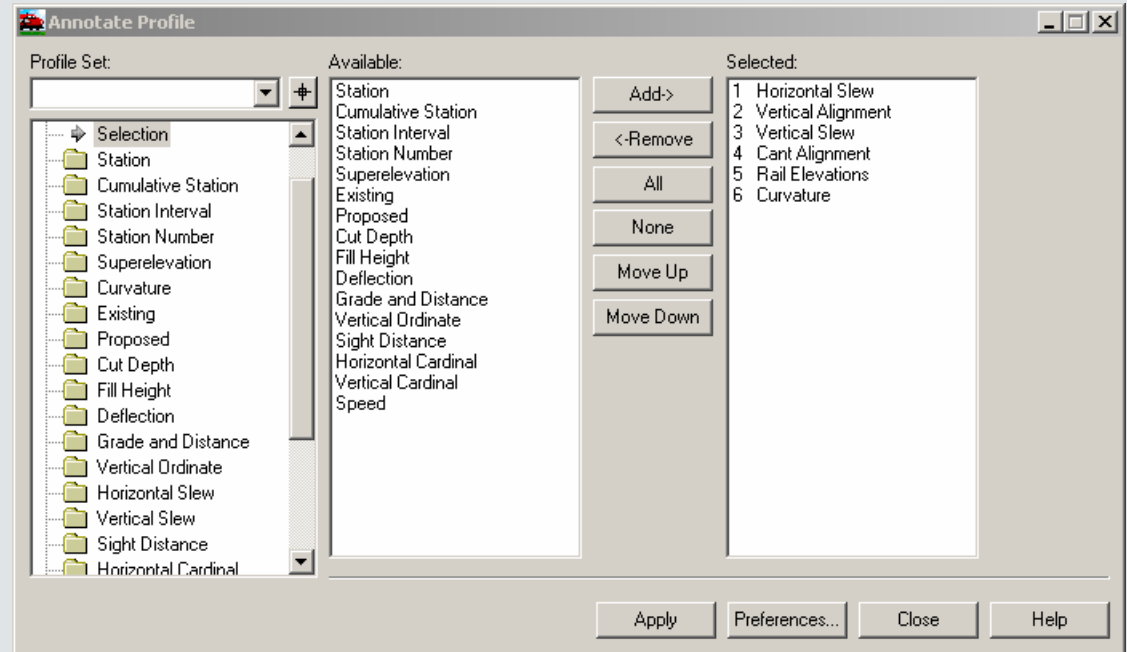 Annotate Profile
Profile Set:
Selection
Station
Cumulative Station
Station Interval
Station Number
Superelevation
Curvature
Existing
Proposed
Cut Depth
Fill Height
Deflection
Grade and Distance
Vertical Ordinate
Horizontal Slew
Vertical Slew
Sight Distance
Horizontal Cardinal
Available:
Station
Cumulative Station
Station Interval
Station Number
Superelevation
Existing
Proposed
Cut Depth
Fill Height
Deflection
Grade and Distance
Vertical Ordinate
Sight Distance
Horizontal Cardinal
Vertical Cardinal
Speed
Add->
<-Remove
All
None
Move Up
Move Down
Selected:
1 Horizontal Slew
2 Vertical Alignment
3 Vertical Slew
4 Cant Alignment
5 Rail Elevations
6 Curvature
Apply
Preferences...
Close
Help